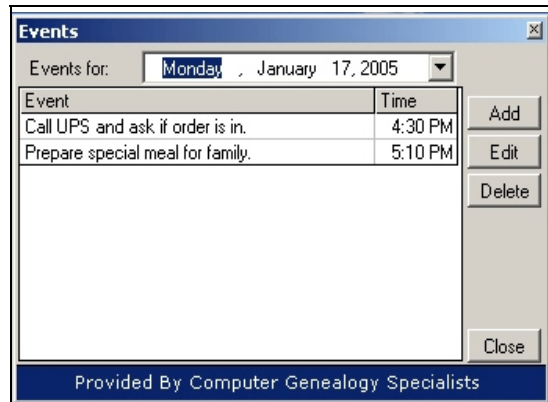 Events
Events for: Monday , January 17, 2005
Event Time
Call UPS and ask if order is in. 4:30 PM
Prepare special meal for family. 5:10 PM
Add
Edit
Delete
Close
Provided By Computer Genealogy Specialists